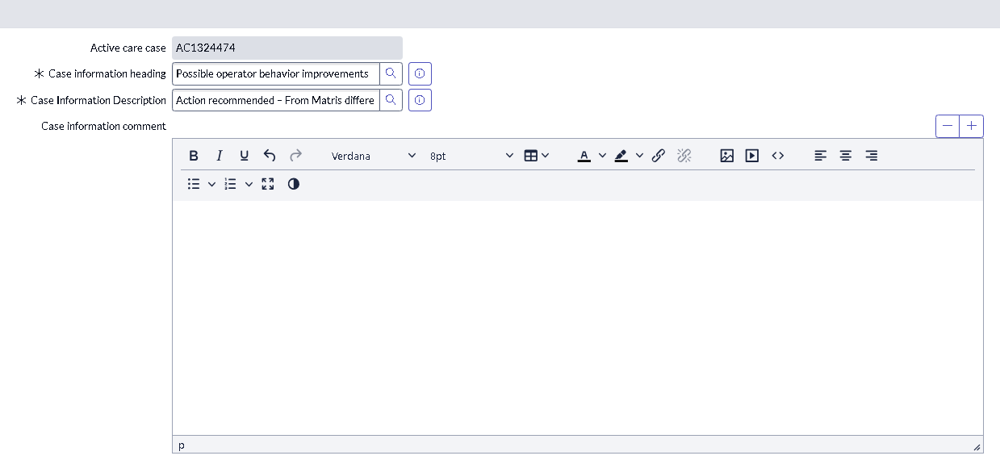 Active care case AC1324474
Case information heading Possible operator behavior improvements
Case Information Description Action recommended – From Matris differe
Case information comment
B I U Verdana 8pt A
p